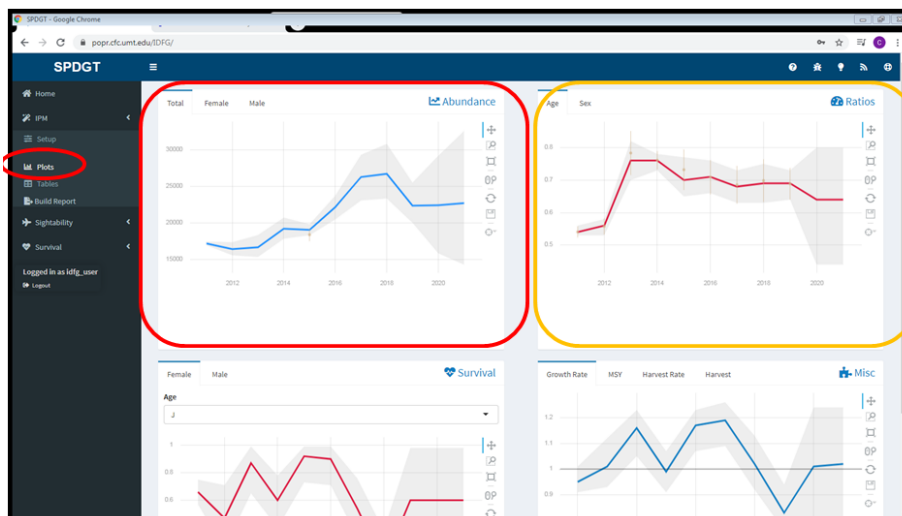 SPDGT - Google Chrome
popr.cfc.umt.edu/IDFG/
C
SPDGT
Home
IPM
Setup
Plots
Tables
Build Report
Sightability
Survival
Logged in as idfg_user
Logout
Total Female Male Abundance
30000
25000
20000
15000
2012 2014 2016 2018 2020
Age Sex Ratios
0.8
0.7
0.6
0.5
2012 2014 2016 2018 2020
Female Male Survival
Age
J
1
0.8
0.6
Growth Rate MSY Harvest Rate Harvest Misc
1.2
1.1
1
0.9